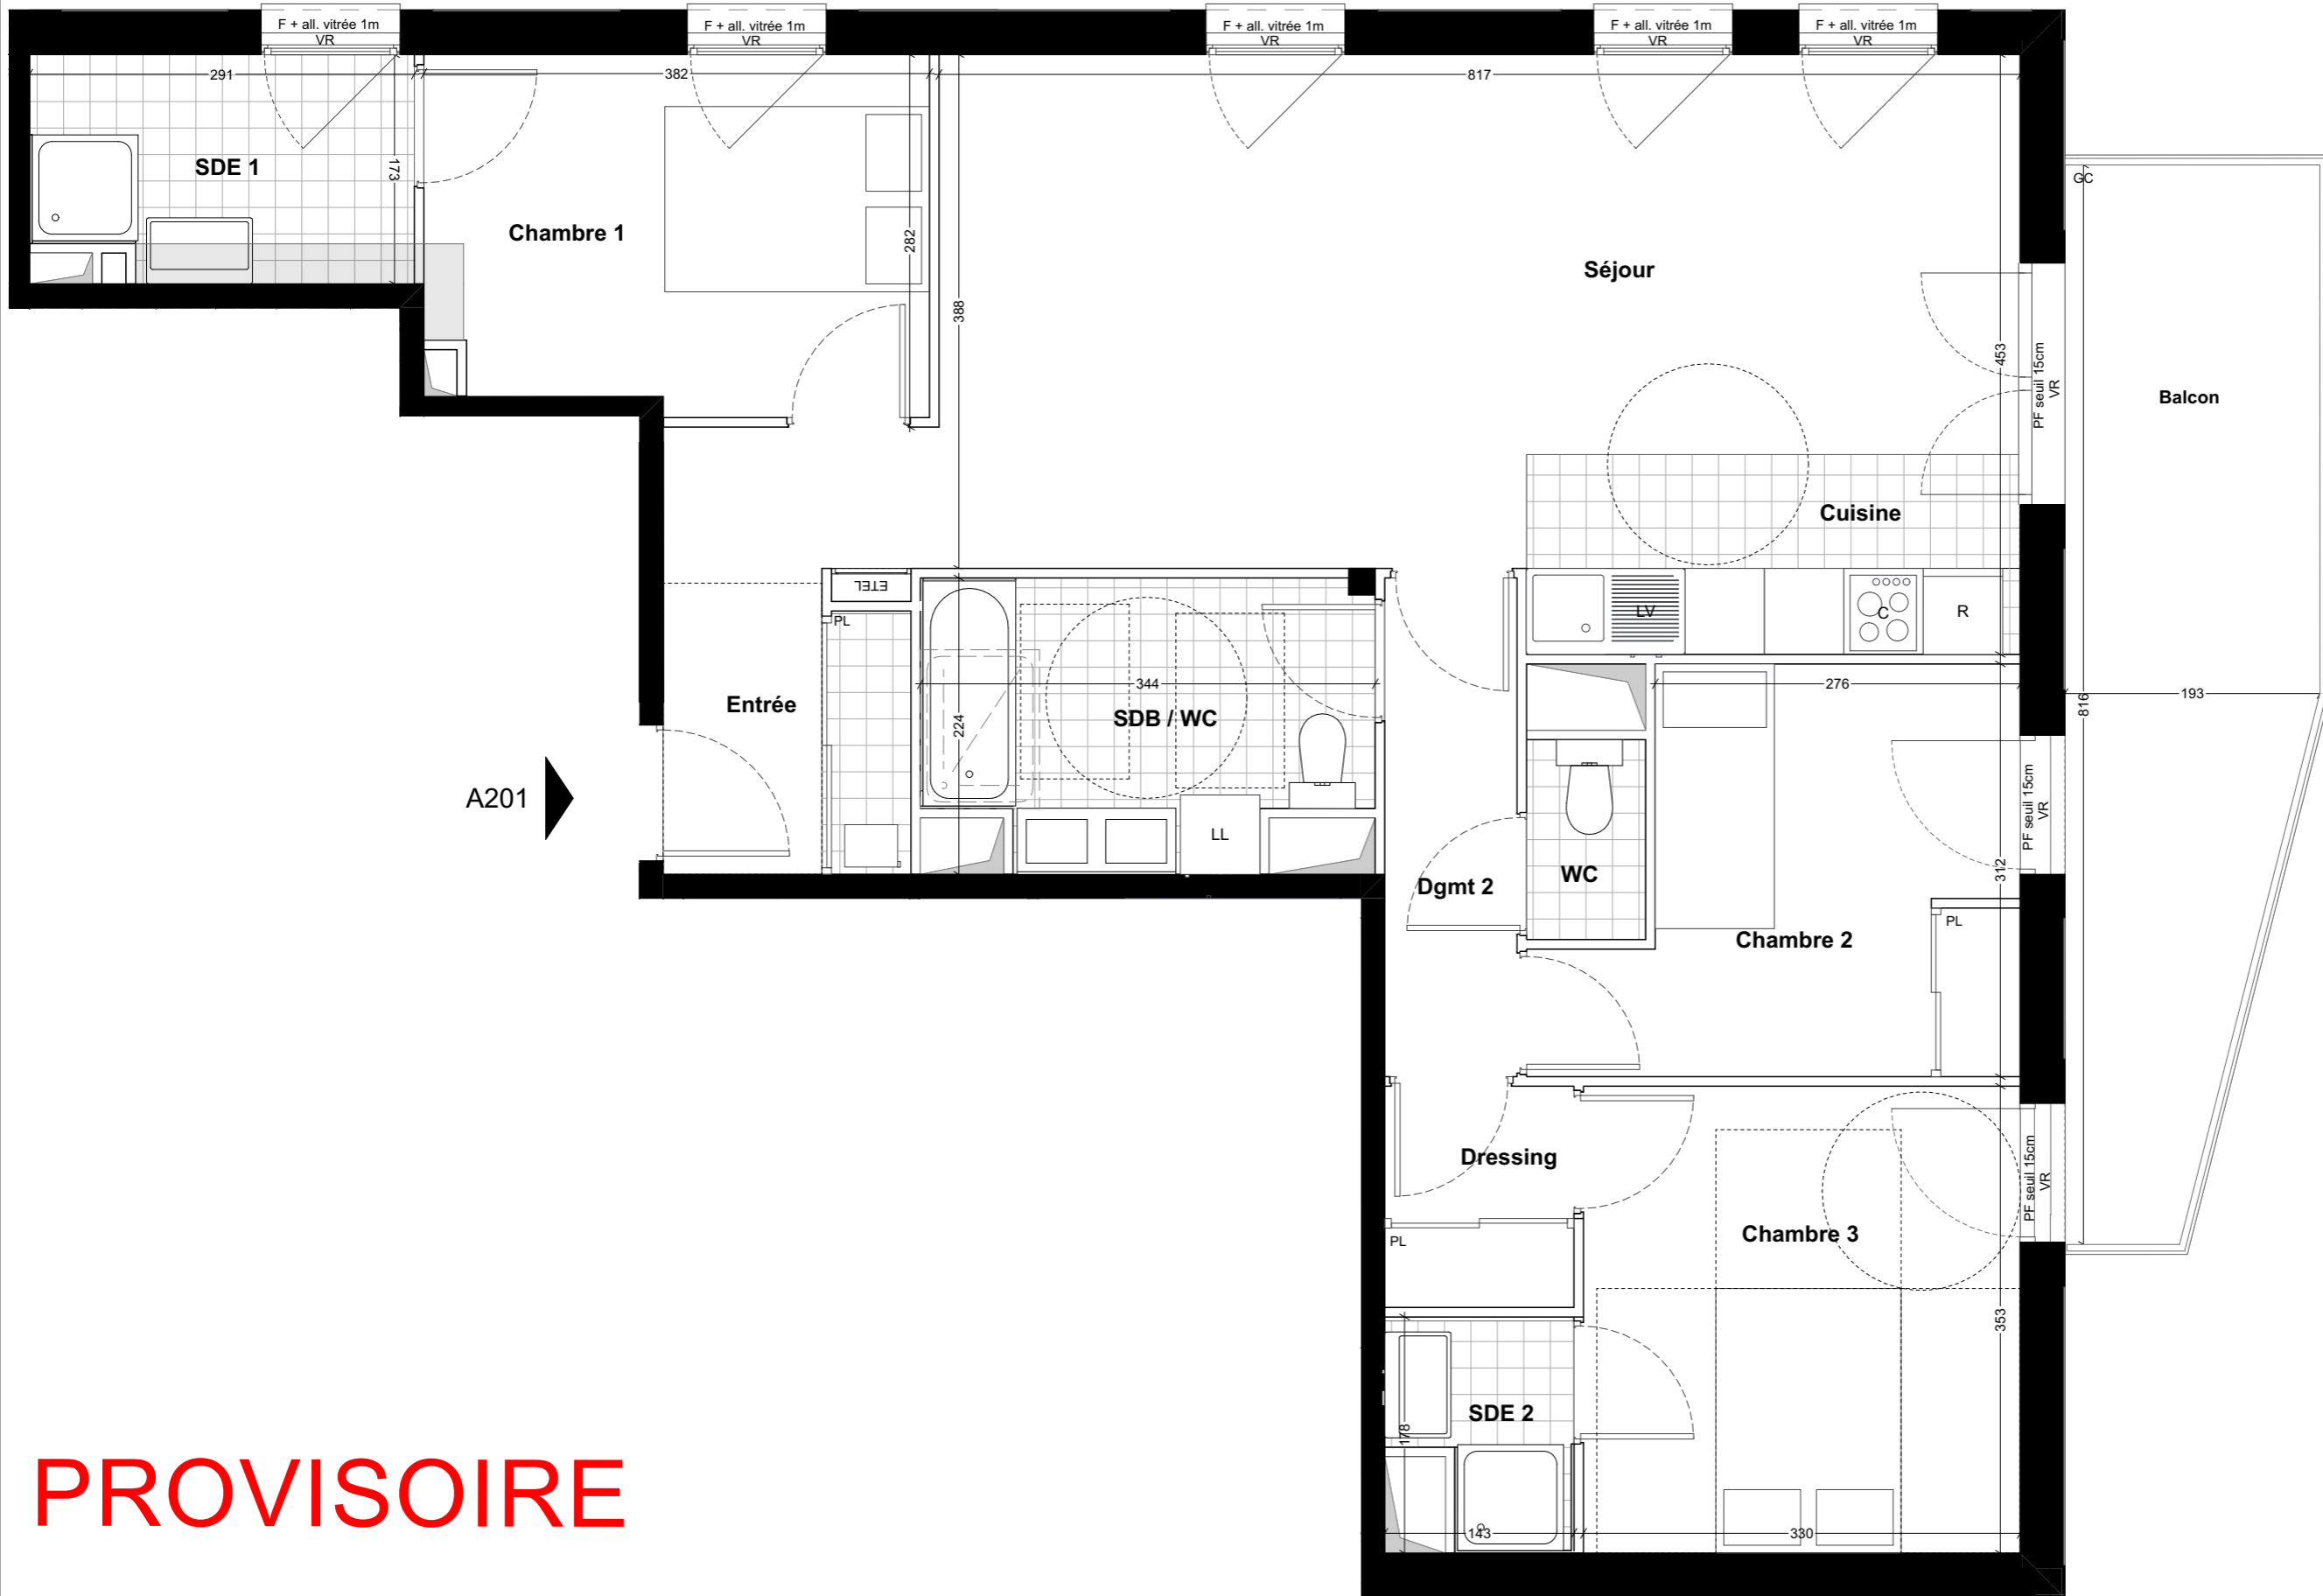 F + all. vitrée 1m
VR
F + all. vitrée 1m
VR
F + all. vitrée 1m
VR
F + all. vitrée 1m
VR
F + all. vitrée 1m
VR
291
382
817
SDE 1
173
GC
Chambre 1
282
Séjour
388
453
PF seuil 15cm
VR
Balcon
Cuisine
ETEL
PL
LV
C
R
344
276
193
Entrée
SDB / WC
224
816
A201
PF seuil 15cm
VR
LL
WC
312
Dgmt 2
PL
Chambre 2
Dressing
PF seuil 15cm
VR
PL
Chambre 3
353
SDE 2
178
143
330
PROVISOIRE